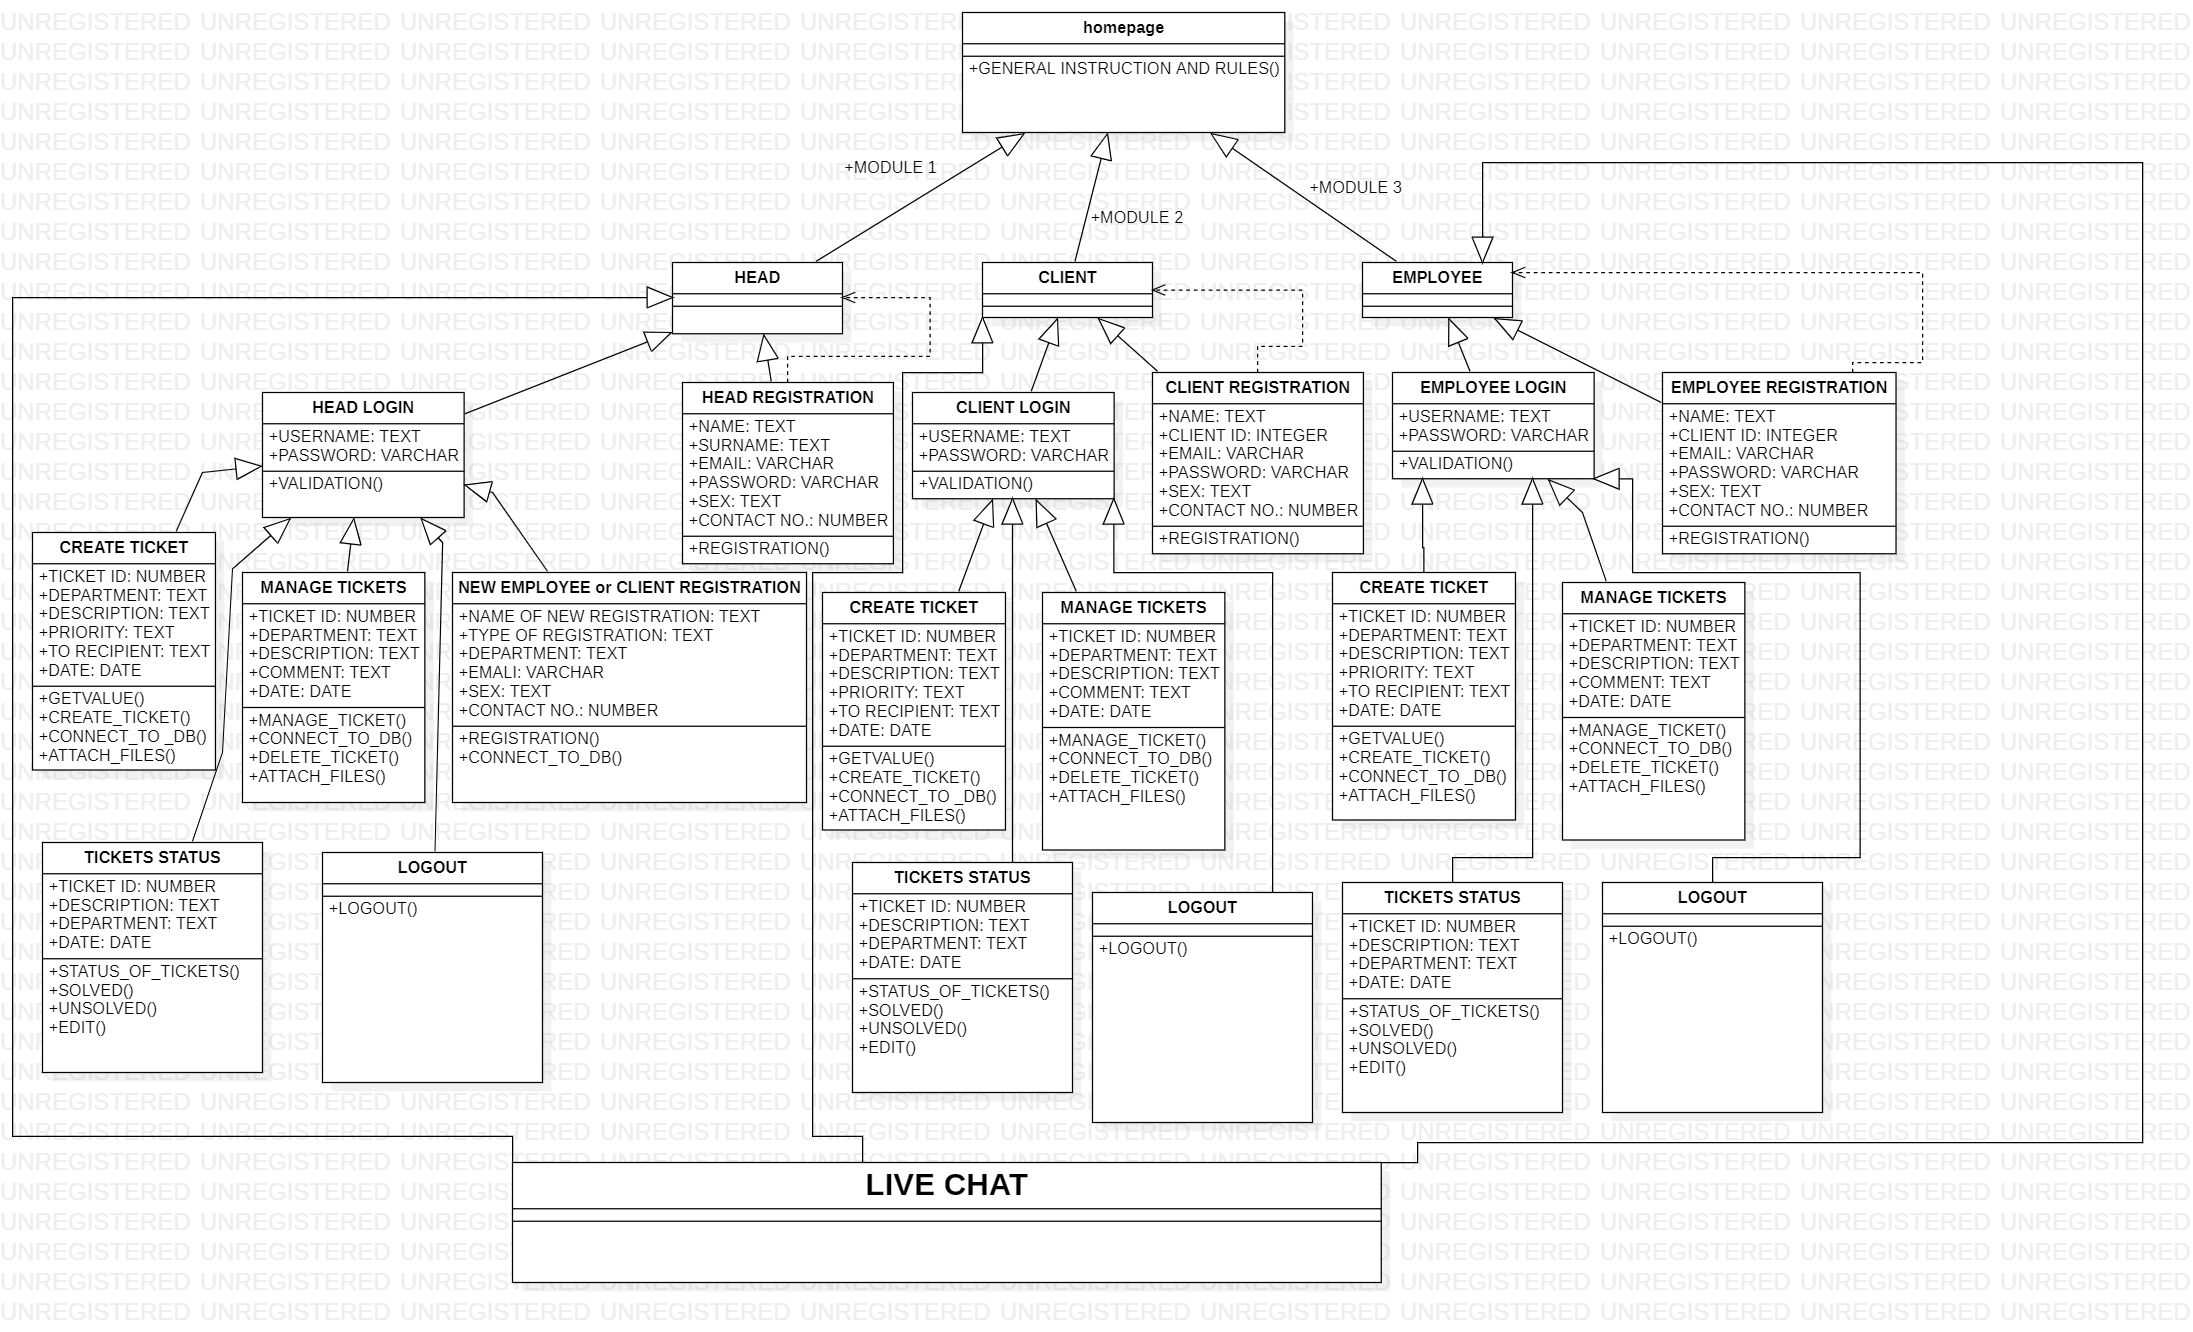 homepage
+GENERAL INSTRUCTION AND RULES()
+MODULE 1
+MODULE 2
+MODULE 3
HEAD
CLIENT
EMPLOYEE
HEAD LOGIN
+USERNAME: TEXT
+PASSWORD: VARCHAR
+VALIDATION()
HEAD REGISTRATION
+NAME: TEXT
+SURNAME: TEXT
+EMAIL: VARCHAR
+PASSWORD: VARCHAR
+SEX: TEXT
+CONTACT NO.: NUMBER
+REGISTRATION()
CLIENT LOGIN
+USERNAME: TEXT
+PASSWORD: VARCHAR
+VALIDATION()
CLIENT REGISTRATION
+NAME: TEXT
+CLIENT ID: INTEGER
+EMAIL: VARCHAR
+PASSWORD: VARCHAR
+SEX: TEXT
+CONTACT NO.: NUMBER
+REGISTRATION()
EMPLOYEE LOGIN
+USERNAME: TEXT
+PASSWORD: VARCHAR
+VALIDATION()
EMPLOYEE REGISTRATION
+NAME: TEXT
+CLIENT ID: INTEGER
+EMAIL: VARCHAR
+PASSWORD: VARCHAR
+SEX: TEXT
+CONTACT NO.: NUMBER
+REGISTRATION()
CREATE TICKET
+TICKET ID: NUMBER
+DEPARTMENT: TEXT
+DESCRIPTION: TEXT
+PRIORITY: TEXT
+TO RECIPIENT: TEXT
+DATE: DATE
+GETVALUE()
+CREATE_TICKET()
+CONNECT_TO _DB()
+ATTACH_FILES()
MANAGE TICKETS
+TICKET ID: NUMBER
+DEPARTMENT: TEXT
+DESCRIPTION: TEXT
+COMMENT: TEXT
+DATE: DATE
+MANAGE_TICKET()
+CONNECT_TO_DB()
+DELETE_TICKET()
+ATTACH_FILES()
NEW EMPLOYEE or CLIENT REGISTRATION
+NAME OF NEW REGISTRATION: TEXT
+TYPE OF REGISTRATION: TEXT
+DEPARTMENT: TEXT
+EMALI: VARCHAR
+SEX: TEXT
+CONTACT NO.: NUMBER
+REGISTRATION()
+CONNECT_TO_DB()
CREATE TICKET
+TICKET ID: NUMBER
+DEPARTMENT: TEXT
+DESCRIPTION: TEXT
+PRIORITY: TEXT
+TO RECIPIENT: TEXT
+DATE: DATE
+GETVALUE()
+CREATE_TICKET()
+CONNECT_TO _DB()
+ATTACH_FILES()
MANAGE TICKETS
+TICKET ID: NUMBER
+DEPARTMENT: TEXT
+DESCRIPTION: TEXT
+COMMENT: TEXT
+DATE: DATE
+MANAGE_TICKET()
+CONNECT_TO_DB()
+DELETE_TICKET()
+ATTACH_FILES()
CREATE TICKET
+TICKET ID: NUMBER
+DEPARTMENT: TEXT
+DESCRIPTION: TEXT
+PRIORITY: TEXT
+TO RECIPIENT: TEXT
+DATE: DATE
+GETVALUE()
+CREATE_TICKET()
+CONNECT_TO _DB()
+ATTACH_FILES()
MANAGE TICKETS
+TICKET ID: NUMBER
+DEPARTMENT: TEXT
+DESCRIPTION: TEXT
+COMMENT: TEXT
+DATE: DATE
+MANAGE_TICKET()
+CONNECT_TO_DB()
+DELETE_TICKET()
+ATTACH_FILES()
TICKETS STATUS
+TICKET ID: NUMBER
+DESCRIPTION: TEXT
+DEPARTMENT: TEXT
+DATE: DATE
+STATUS_OF_TICKETS()
+SOLVED()
+UNSOLVED()
+EDIT()
LOGOUT
+LOGOUT()
TICKETS STATUS
+TICKET ID: NUMBER
+DESCRIPTION: TEXT
+DEPARTMENT: TEXT
+DATE: DATE
+STATUS_OF_TICKETS()
+SOLVED()
+UNSOLVED()
+EDIT()
LOGOUT
+LOGOUT()
TICKETS STATUS
+TICKET ID: NUMBER
+DESCRIPTION: TEXT
+DEPARTMENT: TEXT
+DATE: DATE
+STATUS_OF_TICKETS()
+SOLVED()
+UNSOLVED()
+EDIT()
LOGOUT
+LOGOUT()
LIVE CHAT
UNREGISTERED